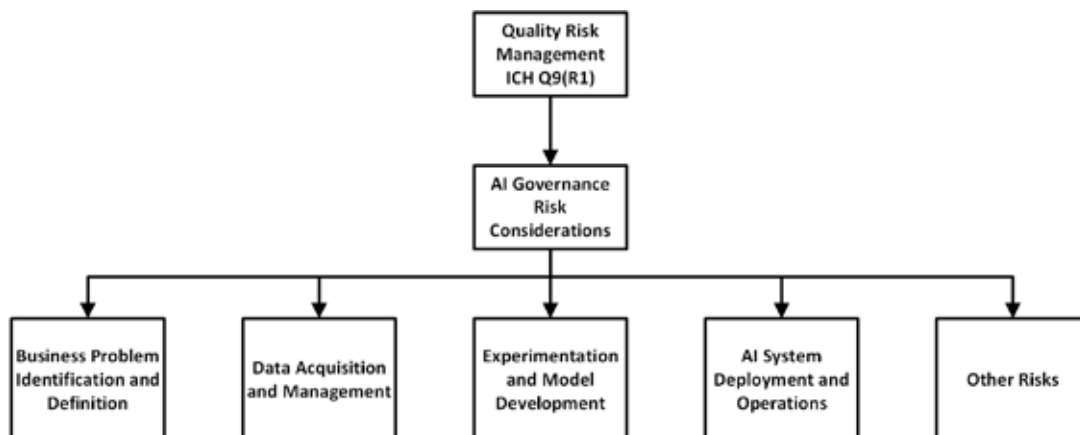 Quality Risk
Management
ICH Q9(R1)
AI Governance
Risk
Considerations
Business Problem
Identification and
Definition
Data Acquisition
and Management
Experimentation
and Model
Development
AI System
Deployment and
Operations
Other Risks